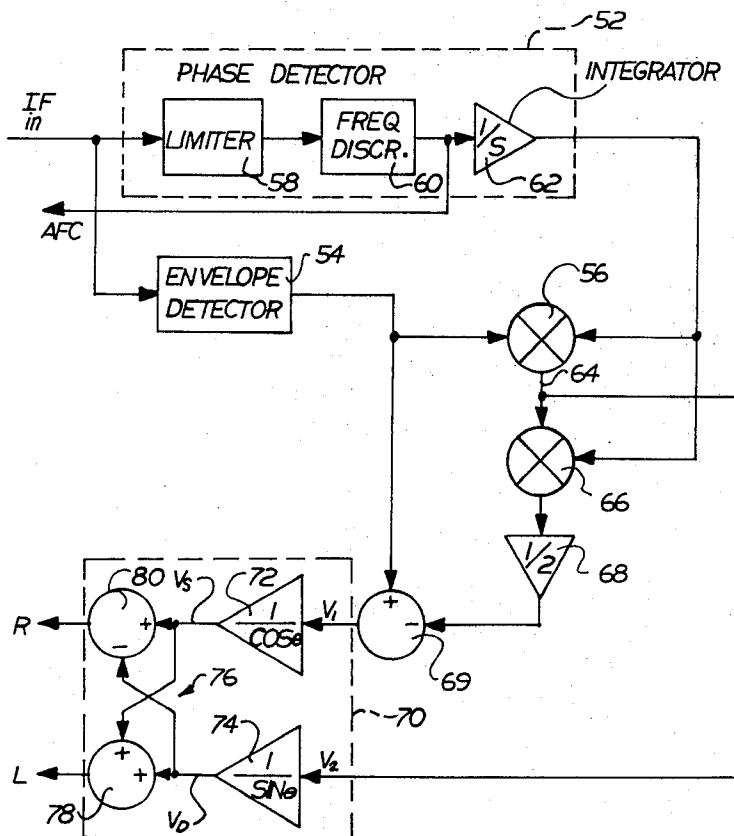 52
PHASE DETECTOR
INTEGRATOR
IF
in
LIMITER
58
FREQ
DISCR.
60
1/S
62
AFC
ENVELOPE
DETECTOR
54
56
64
66
1/2
68
80
VS
72
1
COSθ
V1
+
-
69
R
+
-
76
70
74
1
SINθ
V2
L
+
+
78
VD